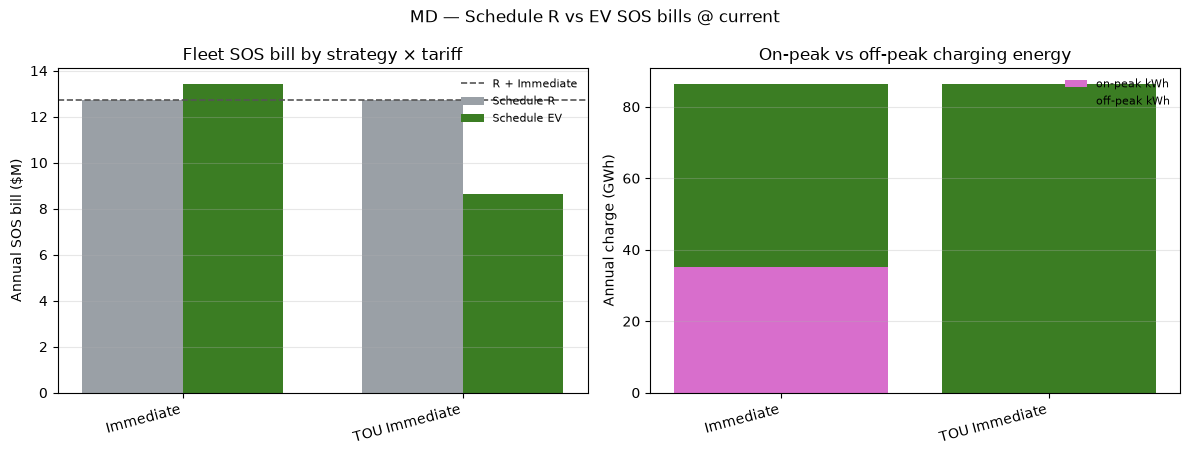 MD — Schedule R vs EV SOS bills @ current
Fleet SOS bill by strategy × tariff
Annual SOS bill ($M)
14
12
10
8
6
4
2
0
R + Immediate
Schedule R
Schedule EV
Immediate
TOU Immediate
On-peak vs off-peak charging energy
Annual charge (GWh)
80
60
40
20
0
on-peak kWh
off-peak kWh
Immediate
TOU Immediate